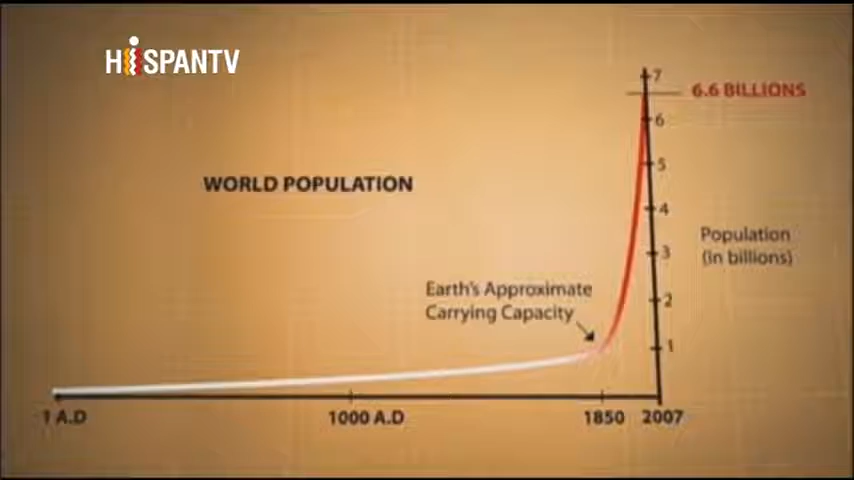 HISPANTV
7
6.6 BILLIONS
6
5
WORLD POPULATION
4
Population
(in billions)
3
Earth's Approximate
Carrying Capacity
2
1
1 A.D
1000 A.D
1850
2007